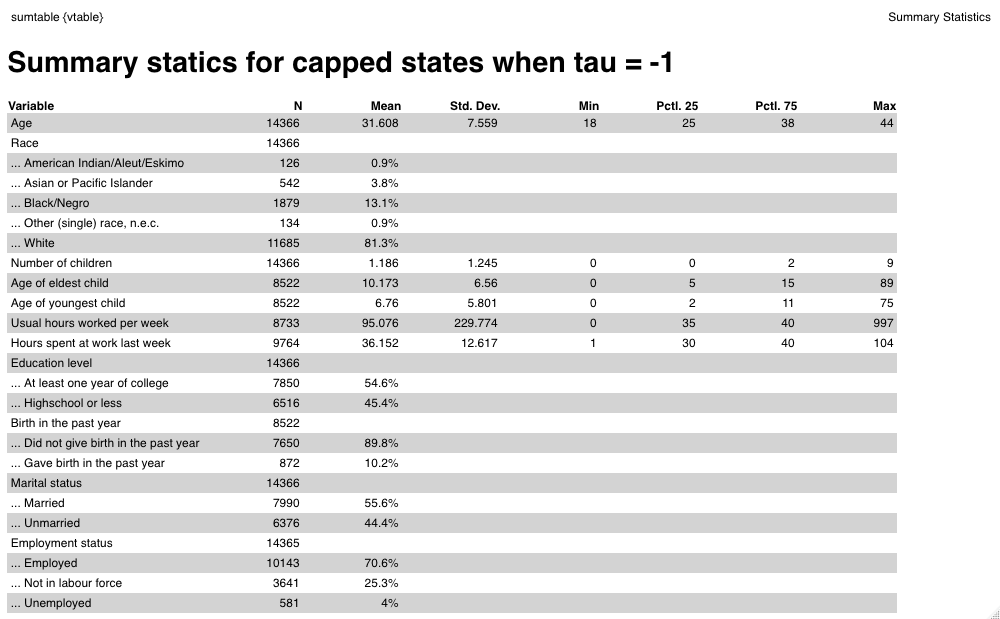 sumtable {vtable} Summary Statistics
Summary statics for capped states when tau = -1
Variable N Mean Std. Dev. Min Pctl. 25 Pctl. 75 Max
Age 14366 31.608 7.559 18 25 38 44
Race 14366
... American Indian/Aleut/Eskimo 126 0.9%
... Asian or Pacific Islander 542 3.8%
... Black/Negro 1879 13.1%
... Other (single) race, n.e.c. 134 0.9%
... White 11685 81.3%
Number of children 14366 1.186 1.245 0 0 2 9
Age of eldest child 8522 10.173 6.56 0 5 15 89
Age of youngest child 8522 6.76 5.801 0 2 11 75
Usual hours worked per week 8733 95.076 229.774 0 35 40 997
Hours spent at work last week 9764 36.152 12.617 1 30 40 104
Education level 14366
... At least one year of college 7850 54.6%
... Highschool or less 6516 45.4%
Birth in the past year 8522
... Did not give birth in the past year 7650 89.8%
... Gave birth in the past year 872 10.2%
Marital status 14366
... Married 7990 55.6%
... Unmarried 6376 44.4%
Employment status 14365
... Employed 10143 70.6%
... Not in labour force 3641 25.3%
... Unemployed 581 4%